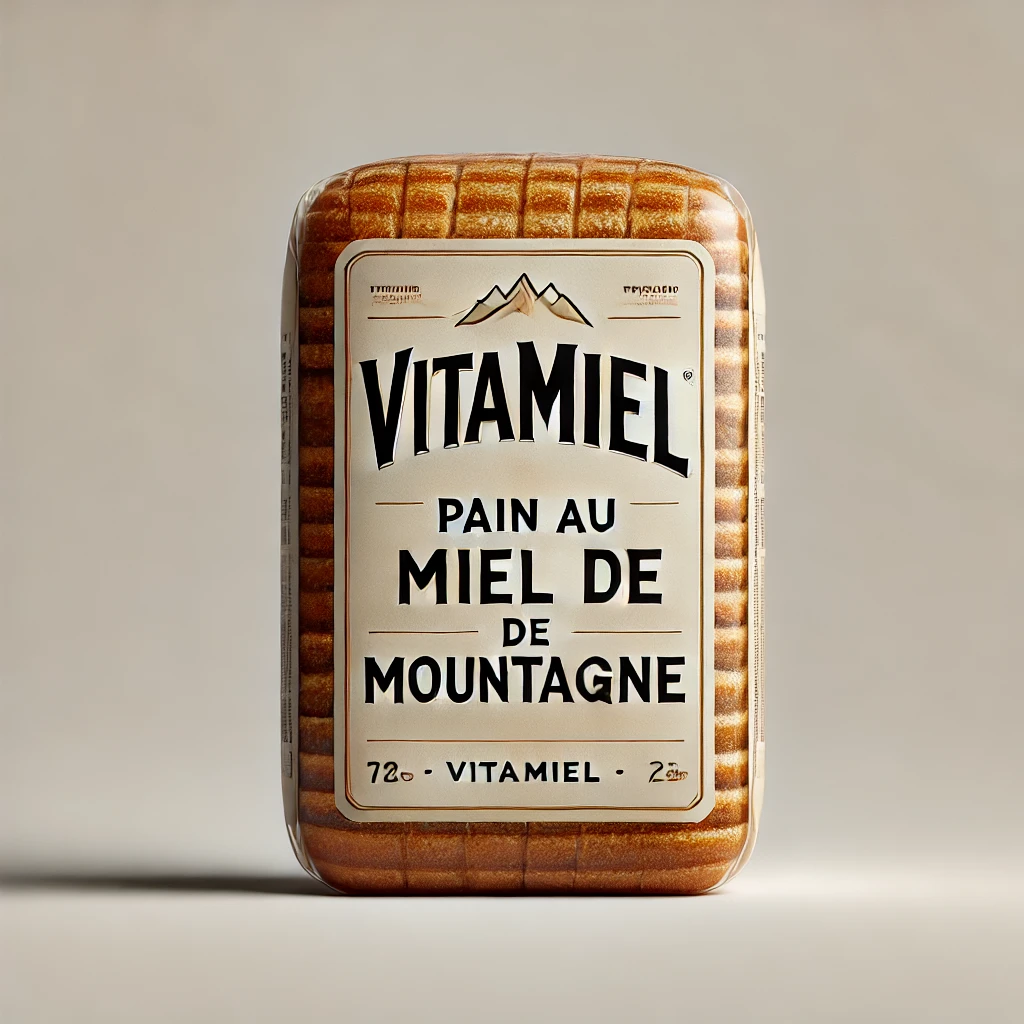 VITAMIEL
PAIN AU
MIEL DE
DE
MOUNTAGNE
· VITAMIEL ·